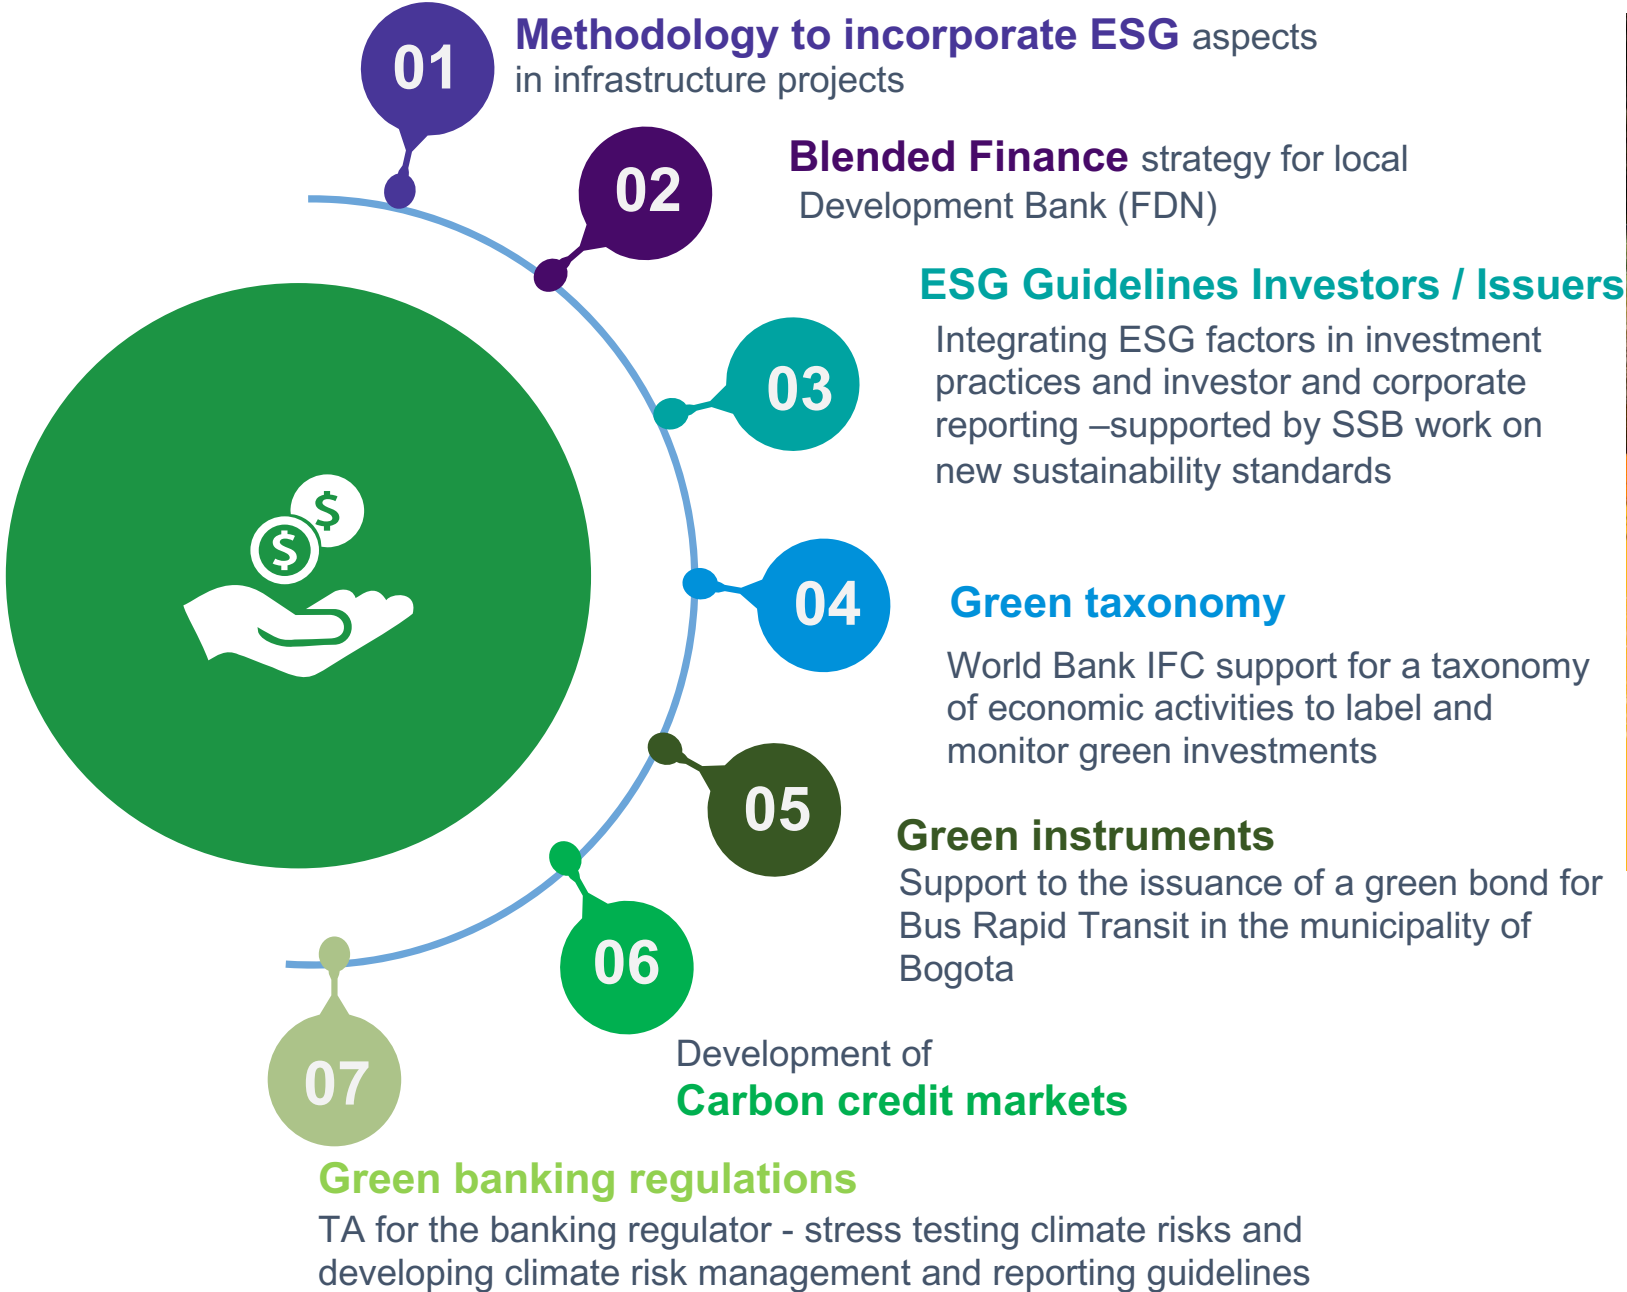 01
Methodology to incorporate ESG aspects
in infrastructure projects
02
Blended Finance strategy for local
Development Bank (FDN)
03
ESG Guidelines Investors / Issuers
Integrating ESG factors in investment
practices and investor and corporate
reporting –supported by SSB work on
new sustainability standards
$
$
04
Green taxonomy
World Bank IFC support for a taxonomy
of economic activities to label and
monitor green investments
05
Green instruments
Support to the issuance of a green bond for
Bus Rapid Transit in the municipality of
Bogota
06
Development of
Carbon credit markets
07
Green banking regulations
TA for the banking regulator - stress testing climate risks and
developing climate risk management and reporting guidelines